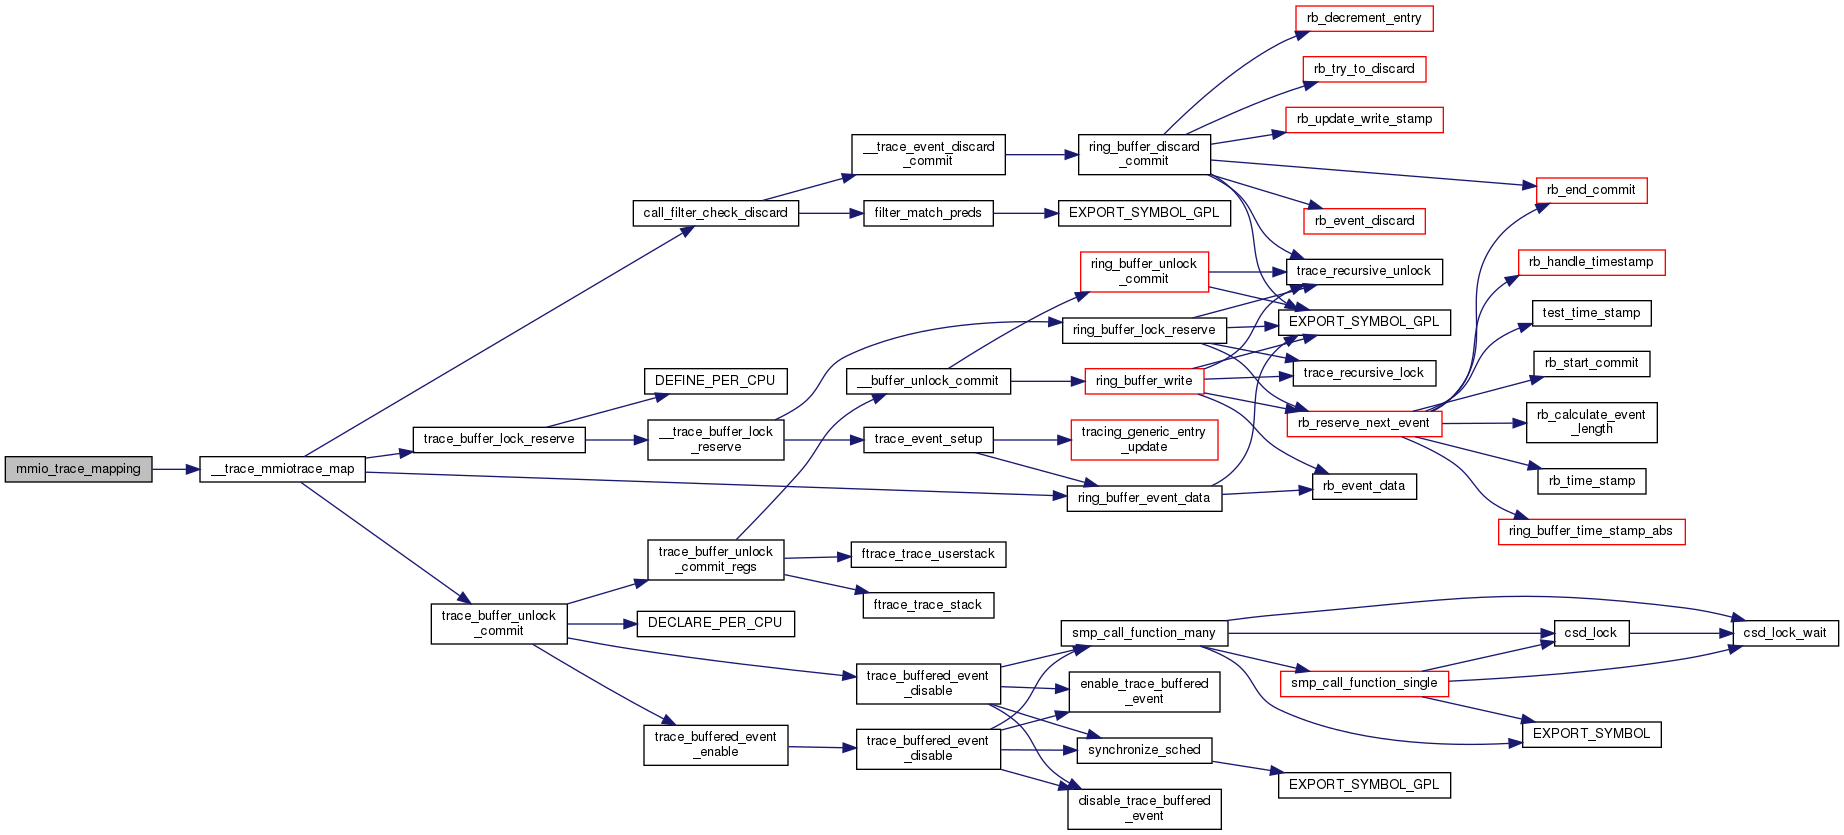 rb_decrement_entry
rb_try_to_discard
rb_update_write_stamp
__trace_event_discard
_commit
ring_buffer_discard
_commit
rb_end_commit
call_filter_check_discard
filter_match_preds
EXPORT_SYMBOL_GPL
rb_event_discard
ring_buffer_unlock
_commit
trace_recursive_unlock
rb_handle_timestamp
ring_buffer_lock_reserve
EXPORT_SYMBOL_GPL
test_time_stamp
DEFINE_PER_CPU
__buffer_unlock_commit
ring_buffer_write
trace_recursive_lock
rb_start_commit
trace_buffer_lock_reserve
__trace_buffer_lock
_reserve
trace_event_setup
tracing_generic_entry
_update
rb_reserve_next_event
rb_calculate_event
_length
mmio_trace_mapping
__trace_mmiotrace_map
ring_buffer_event_data
rb_event_data
rb_time_stamp
ring_buffer_time_stamp_abs
trace_buffer_unlock
_commit_regs
ftrace_trace_userstack
ftrace_trace_stack
trace_buffer_unlock
_commit
DECLARE_PER_CPU
smp_call_function_many
csd_lock
csd_lock_wait
trace_buffered_event
_disable
enable_trace_buffered
_event
smp_call_function_single
trace_buffered_event
_enable
trace_buffered_event
_disable
synchronize_sched
EXPORT_SYMBOL
EXPORT_SYMBOL_GPL
disable_trace_buffered
_event